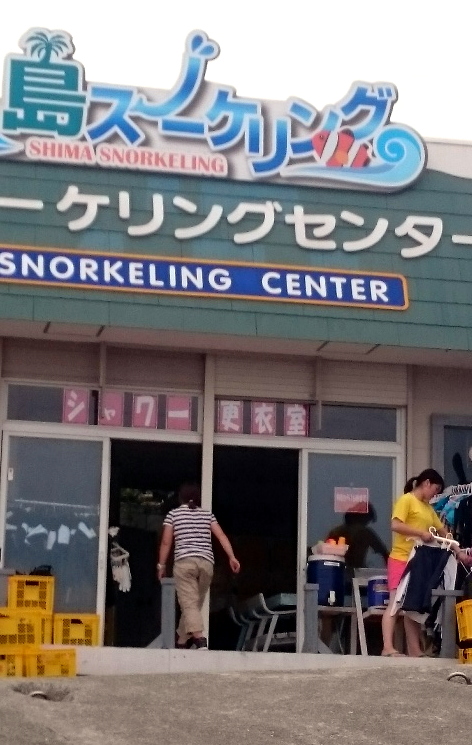 島スノーケリング
SHIMA SNORKELING
ーケリングセンター
SNORKELING CENTER
シャワー 更衣室